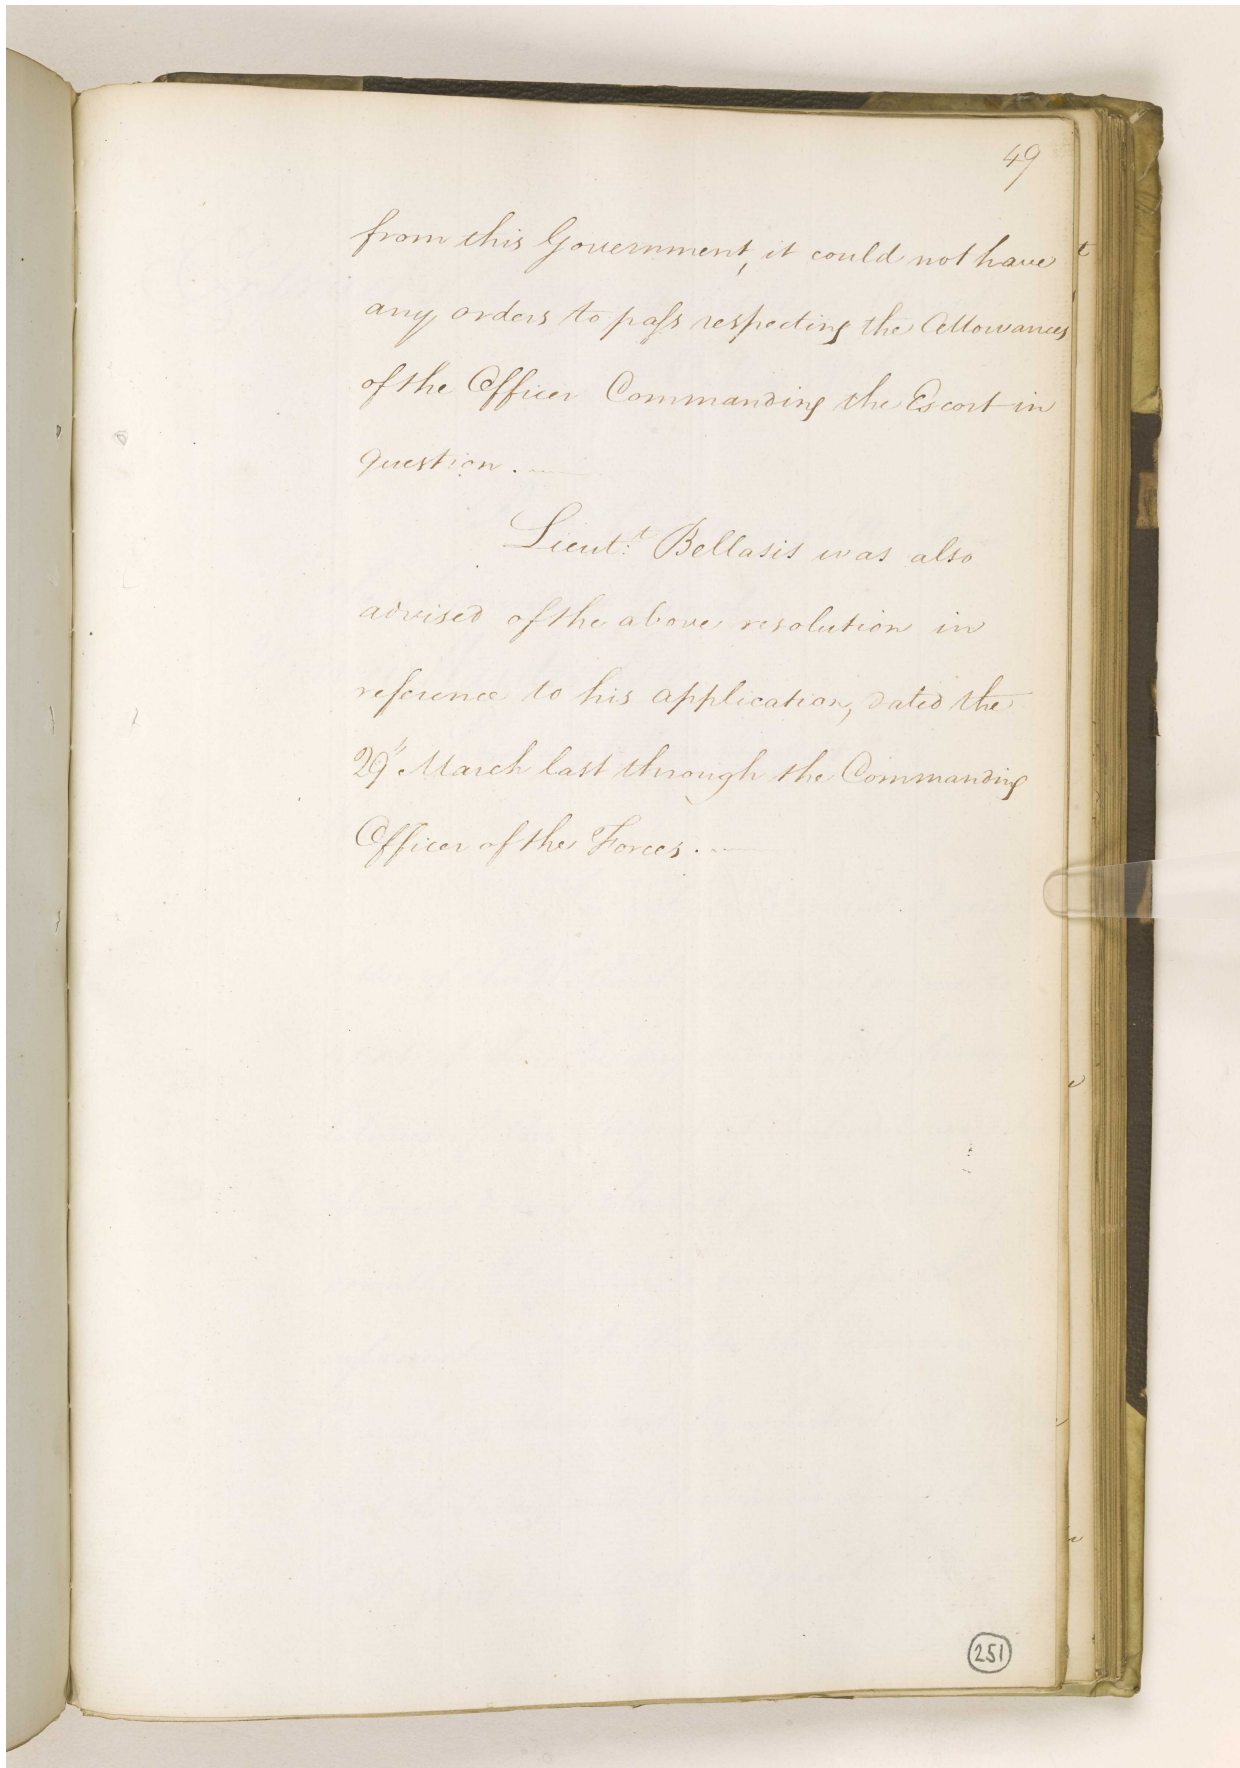 49
from this Government, it could not have
any orders to pass respecting the Allowances
of the Officer Commanding the Escort in
question. —
Lieut:t Bellasis was also
advised of the above resolution in
reference to his application, dated the
29" March last through the Commanding
Officer of the Forces. —
251